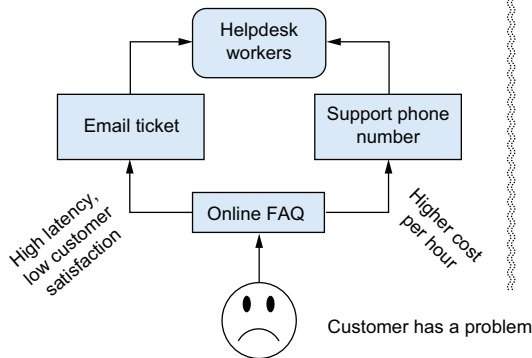 Helpdesk
workers
Email ticket
Support phone
number
High latency,
low customer
satisfaction
Online FAQ
Higher cost
per hour
Customer has a problem